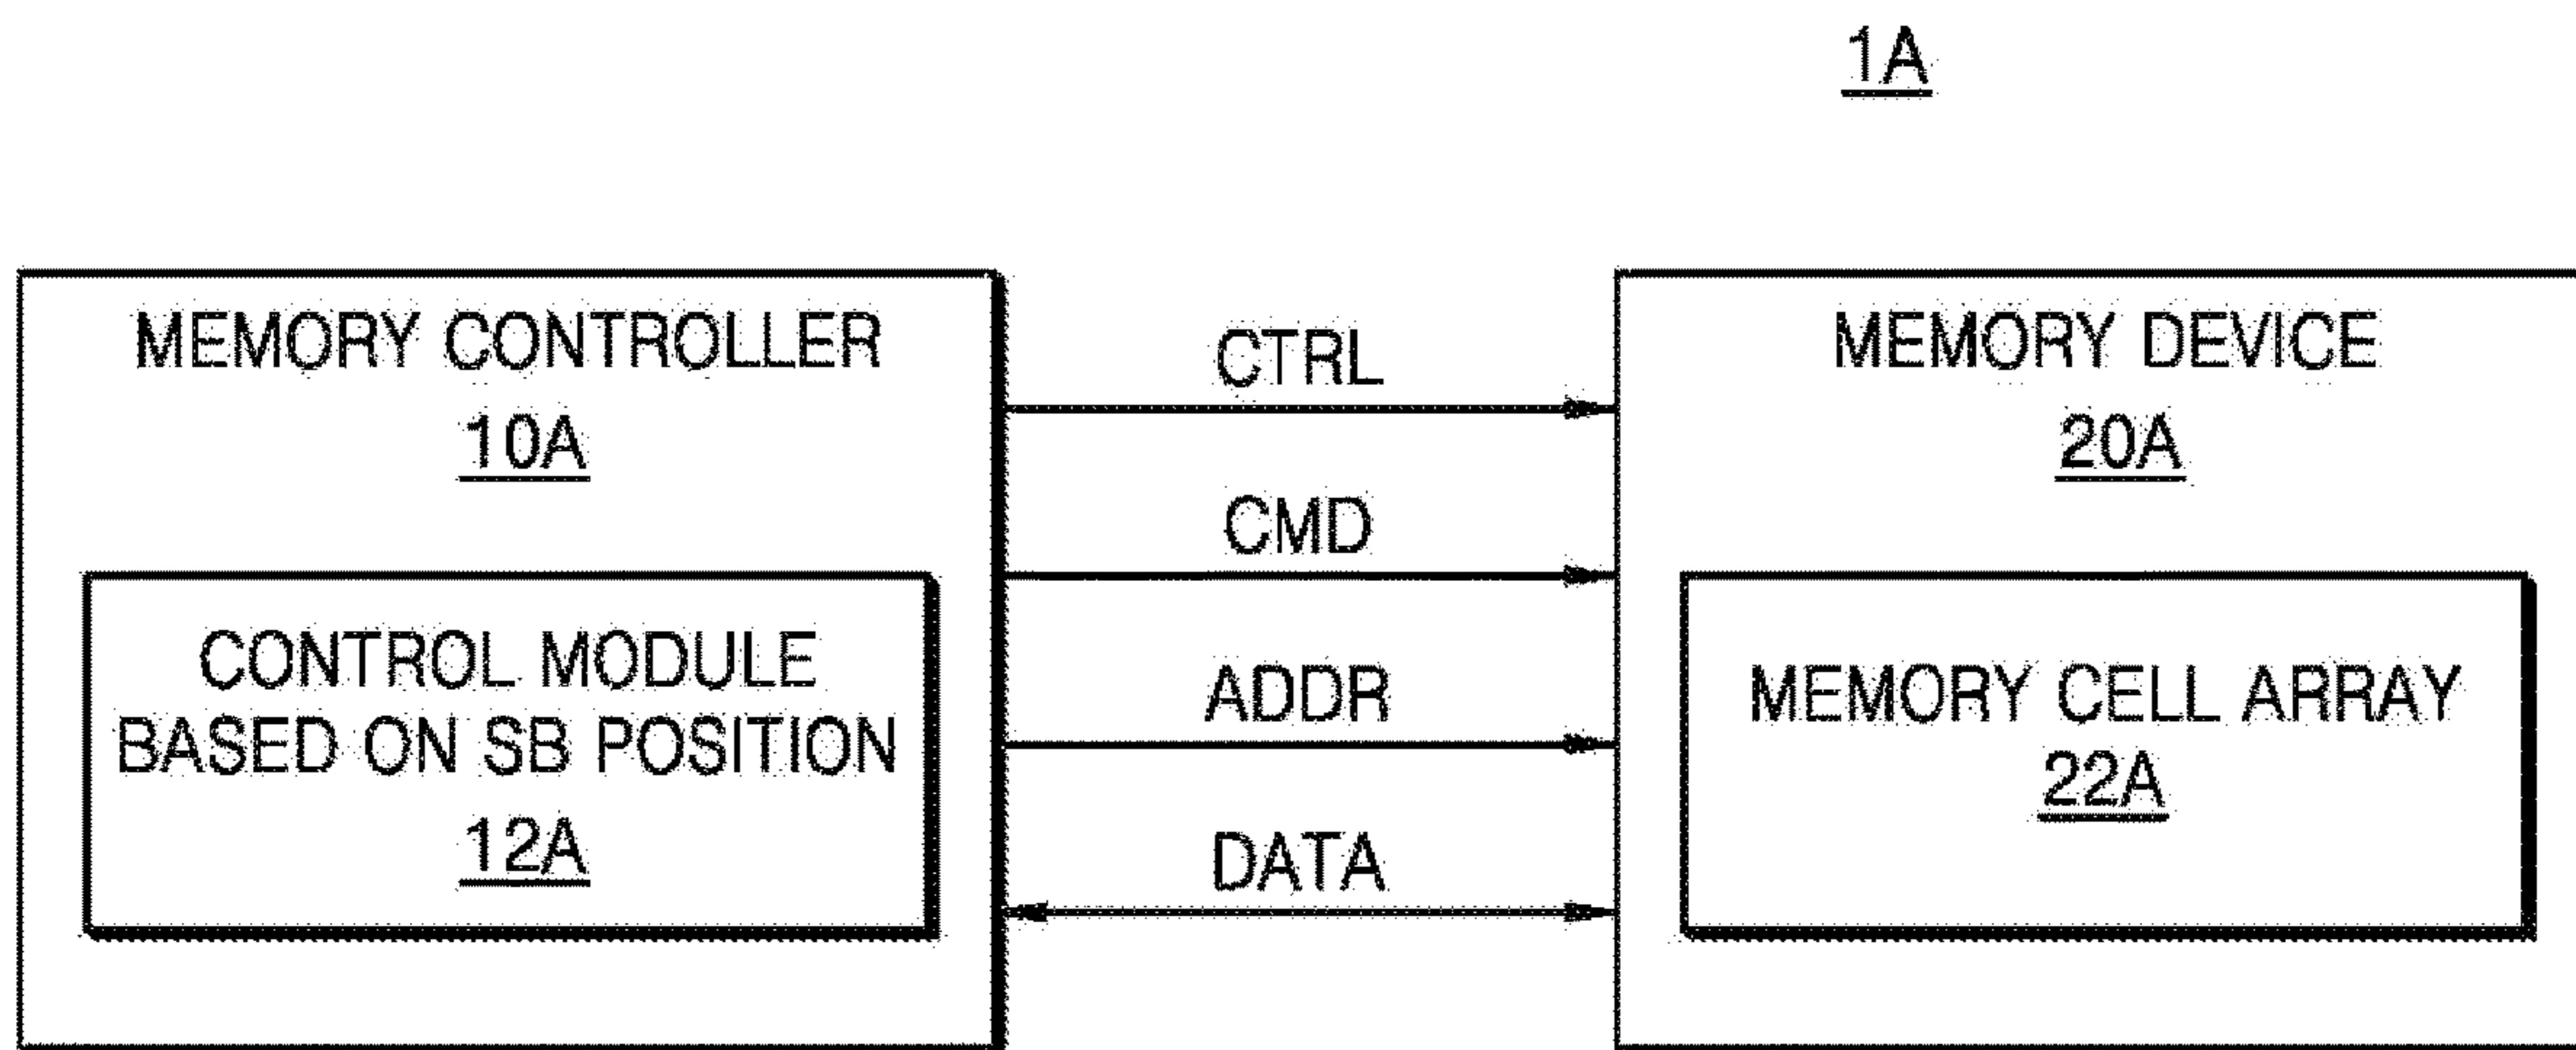 1A
MEMORY CONTROLLER
10A
CONTROL MODULE
BASED ON SB POSITION
12A
CTRL
CMD
ADDR
DATA
MEMORY DEVICE
20A
MEMORY CELL ARRAY
22A